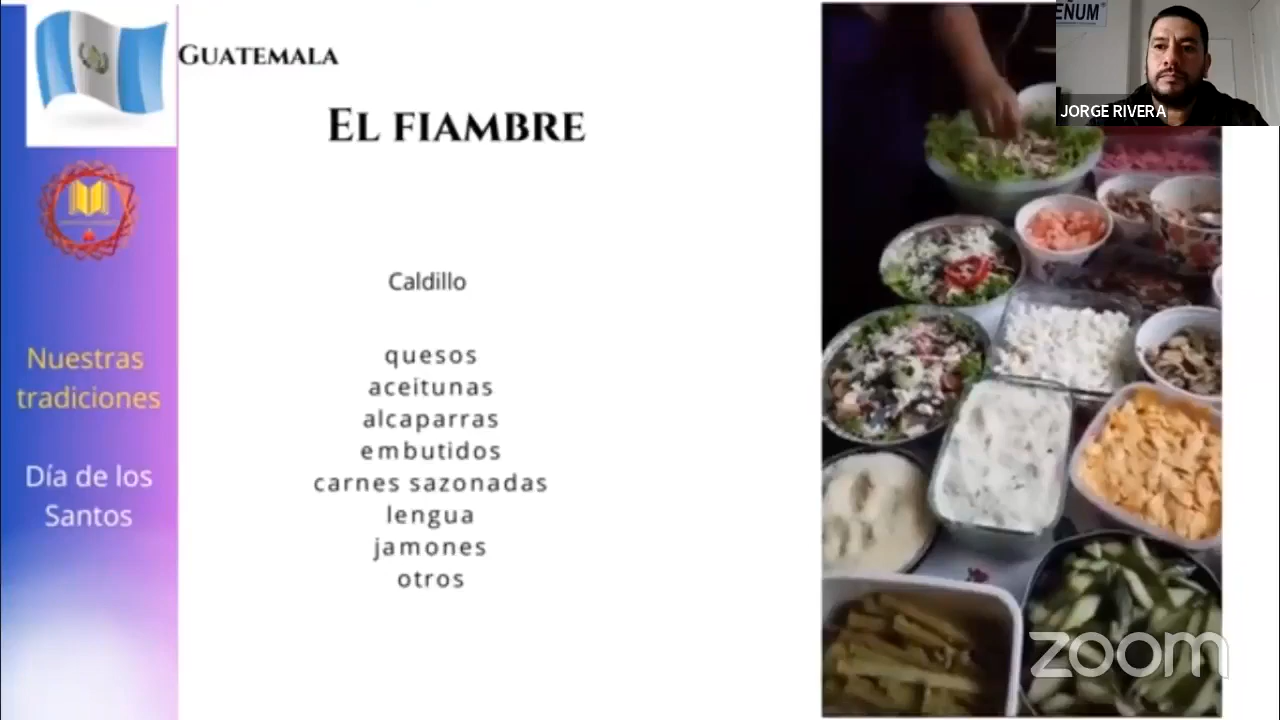 GUATEMALA
EL FIAMBRE
Caldillo
quesos
aceitunas
alcaparras
embutidos
carnes sazonadas
lengua
jamones
otros
Nuestras
tradiciones
Día de los
Santos
JORGE RIVERA
zoom